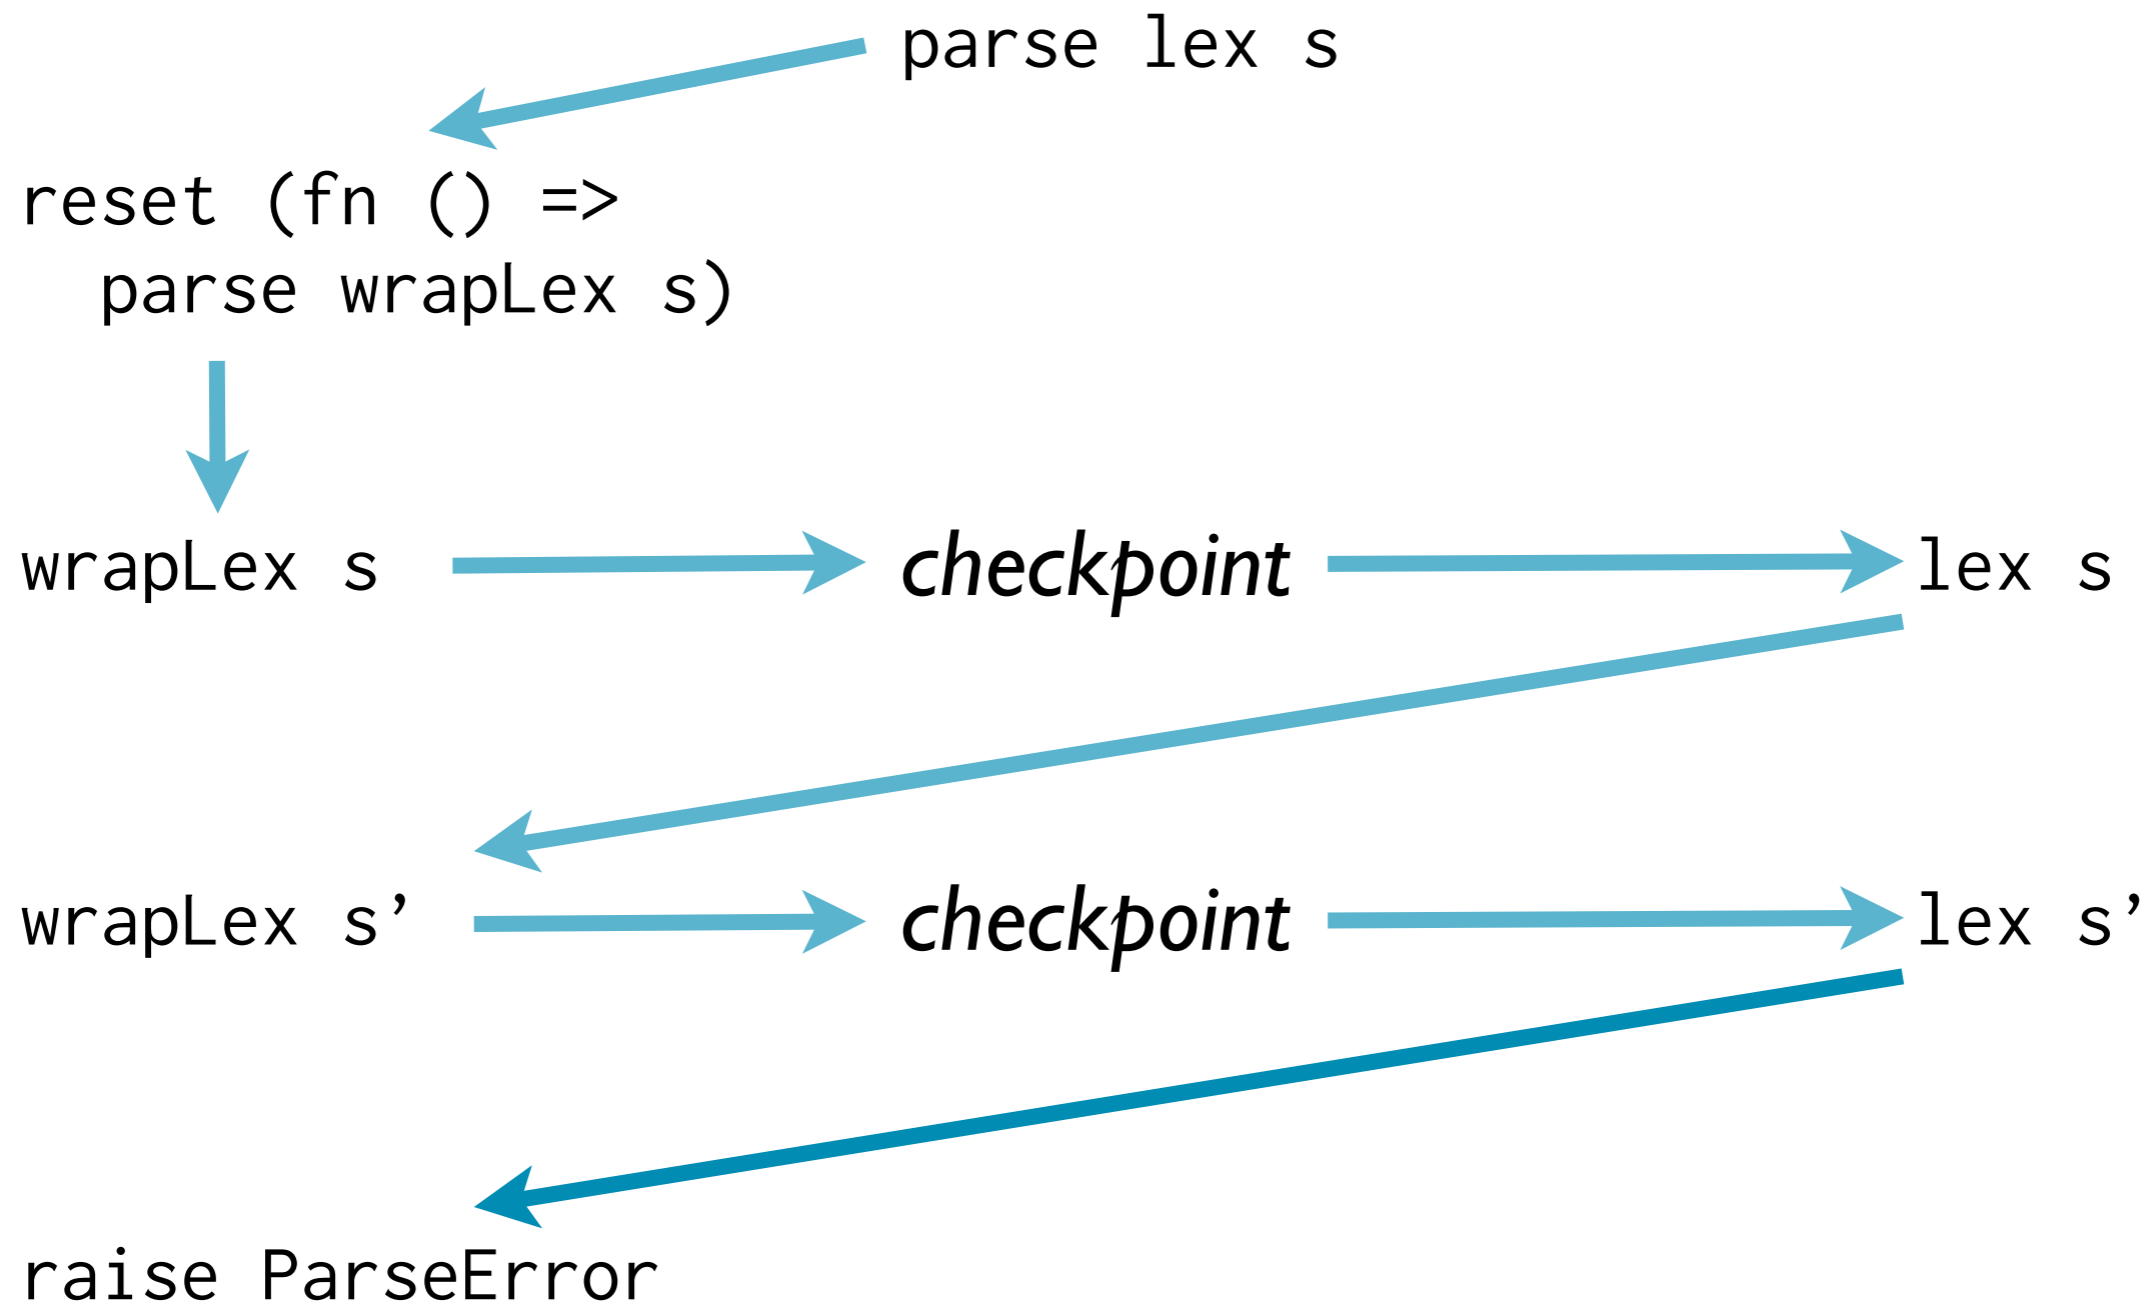 parse lex s
reset (fn () =>
parse wrapLex s)
wrapLex s
checkpoint
lex s
wrapLex s’
checkpoint
lex s’
raise ParseError